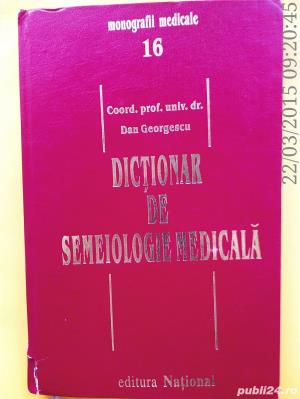 monografii medicale
16
Coord. prof. univ. dr.
Dan Georgescu
DICȚIONAR
DE
SEMEIOLOGIE MEDICALĂ
editura Național
22/03/2015 09:20:45
publi24.ro